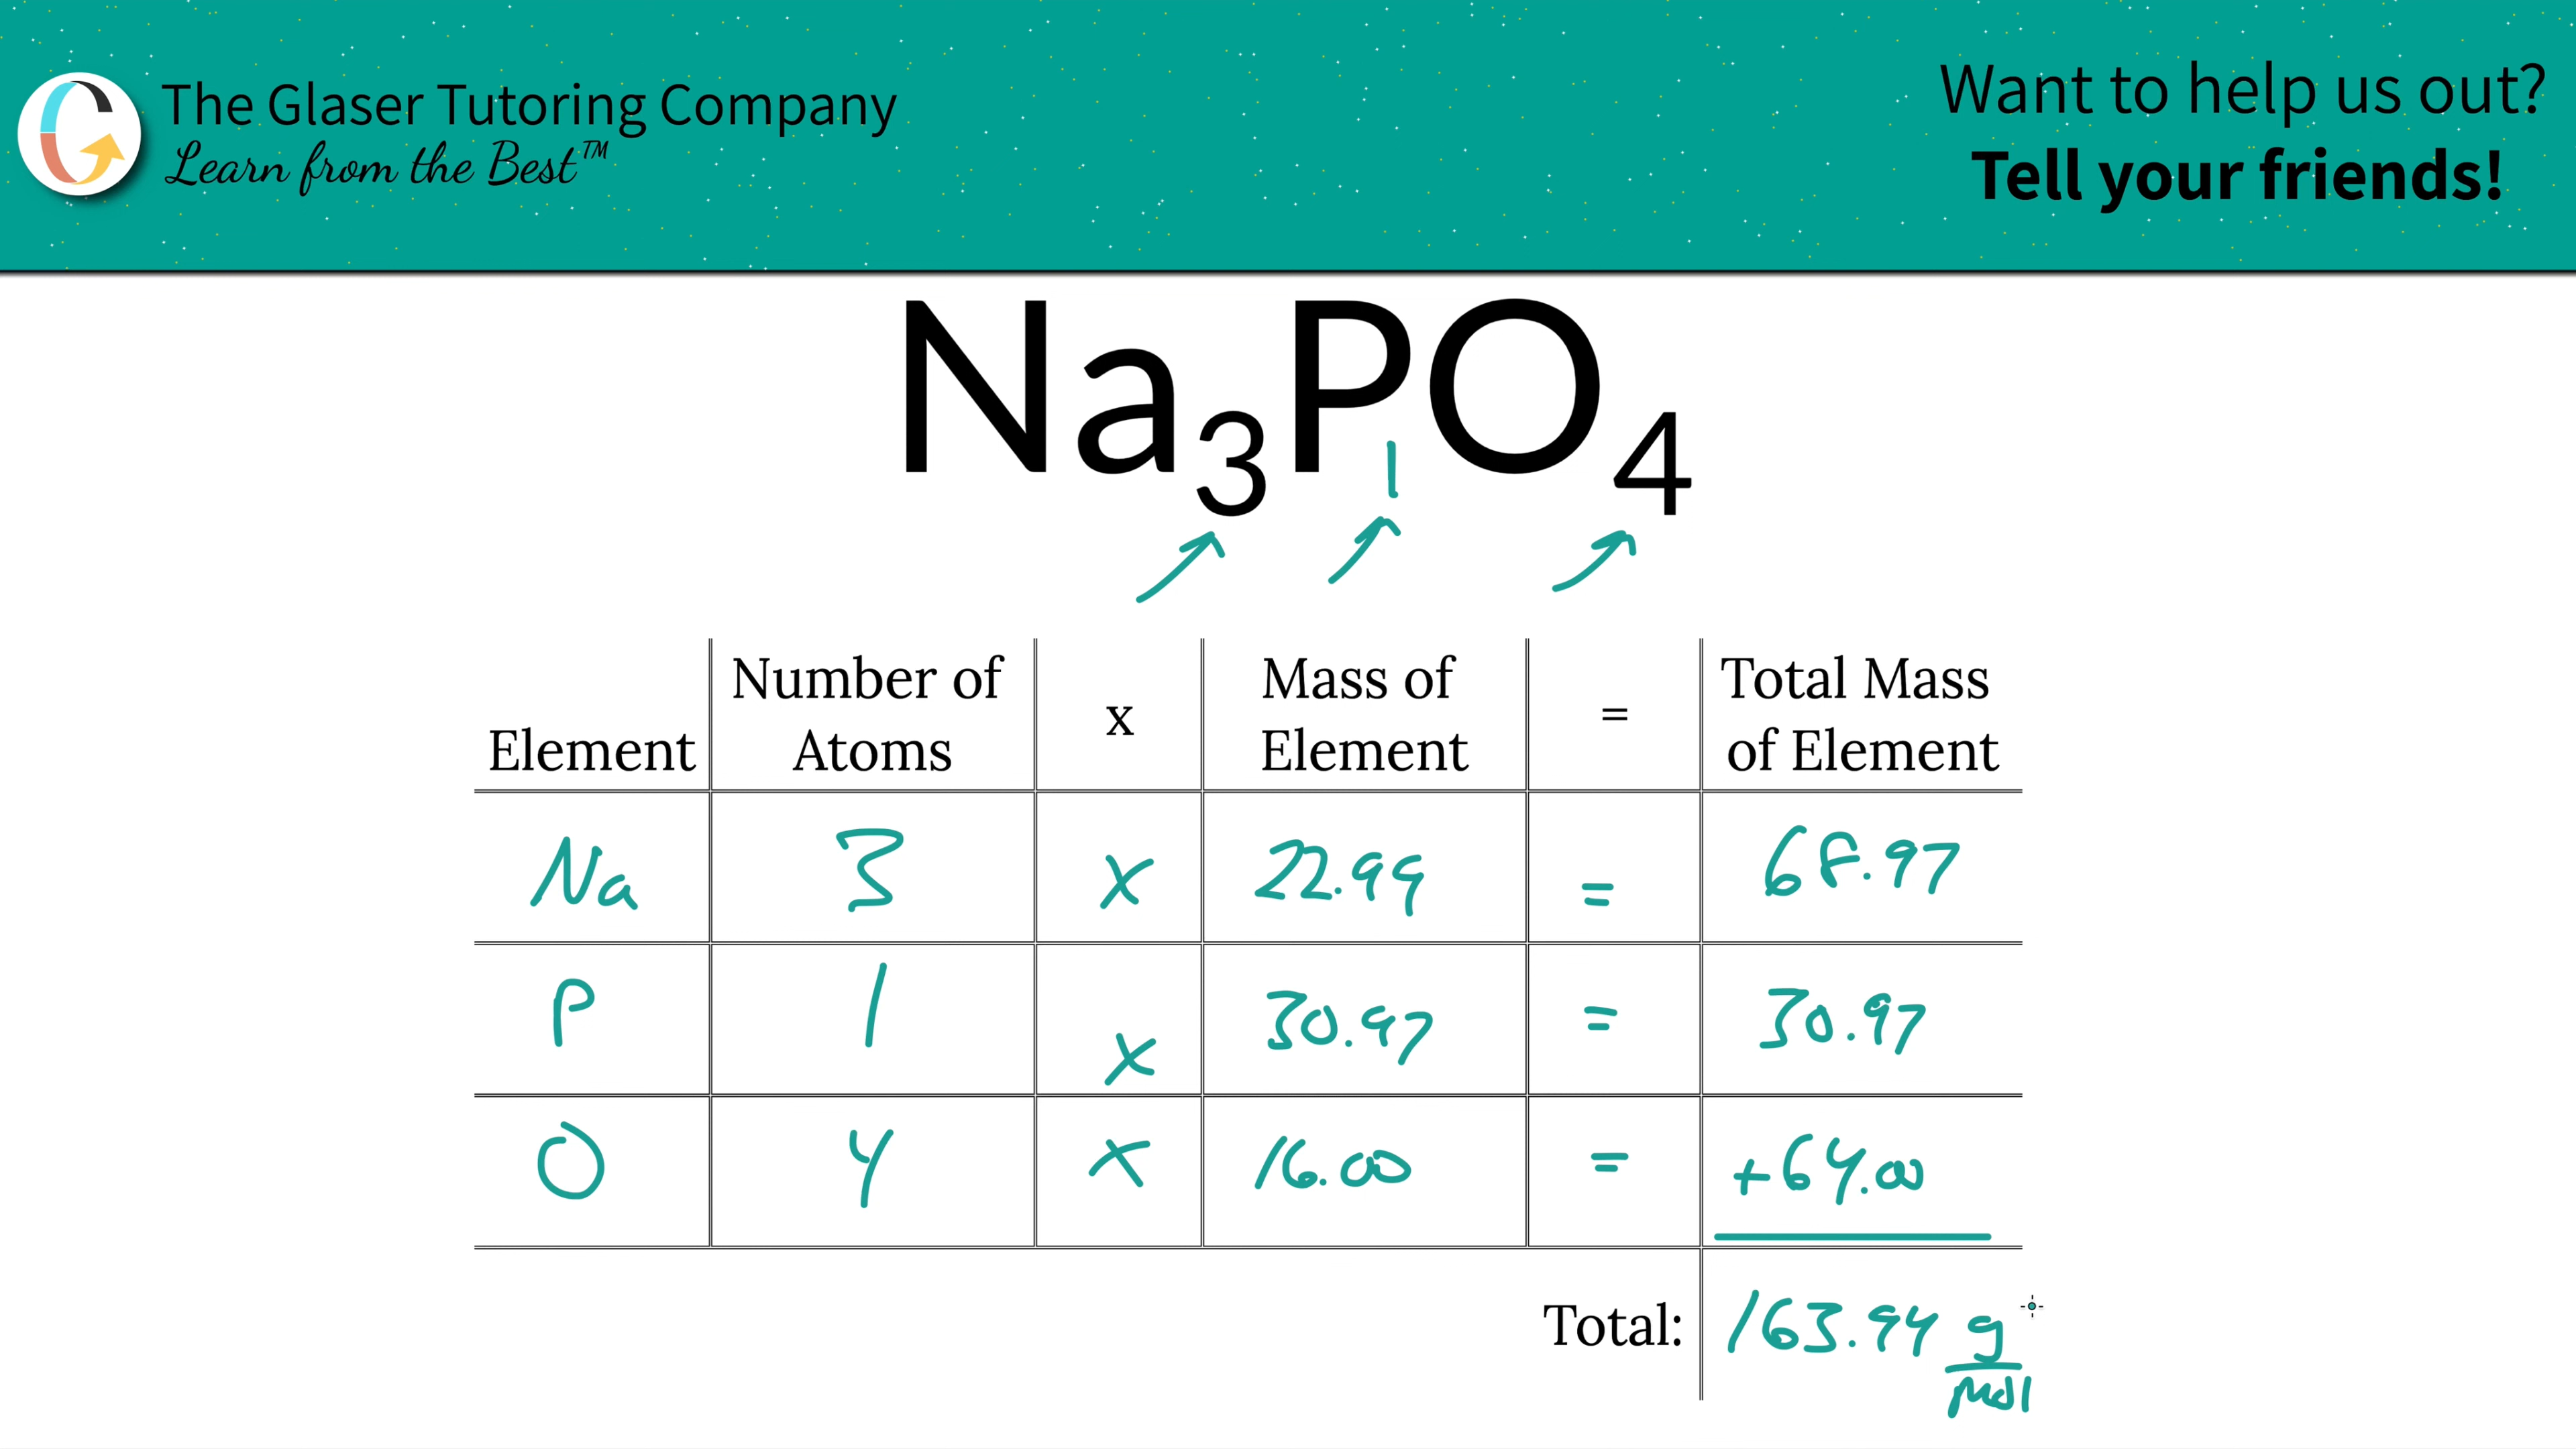 The Glaser Tutoring Company
Learn from the Best™
Want to help us out?
Tell your friends!
Na₃PO₄
1
Element | Number of Atoms | x | Mass of Element | = | Total Mass of Element
Na | 3 | x | 22.99 | = | 68.97
P | 1 | x | 30.97 | = | 30.97
O | 4 | x | 16.00 | = | +64.00
Total: 163.94 g/mol